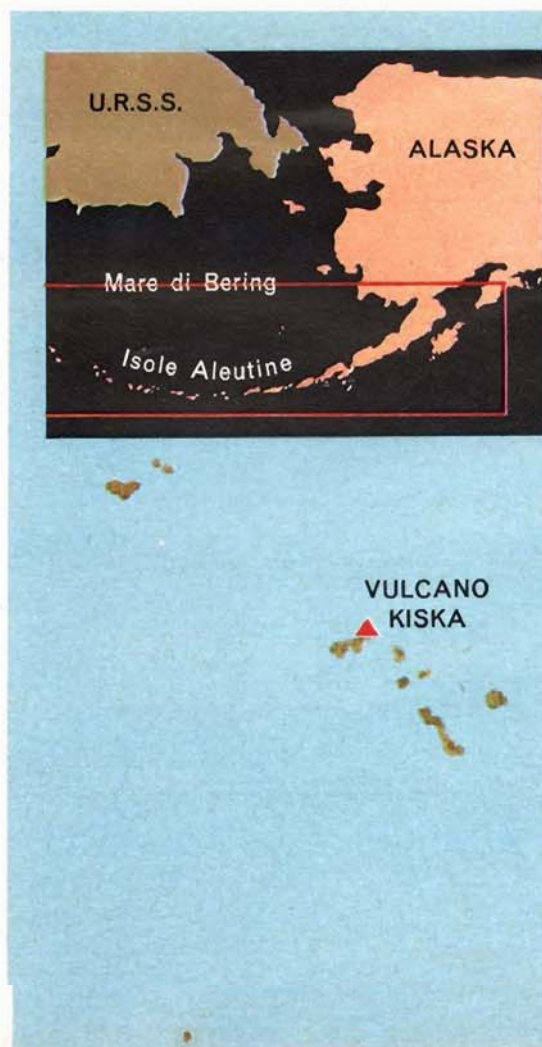 U.R.S.S.
ALASKA
Mare di Bering
Isole Aleutine
VULCANO
KISKA